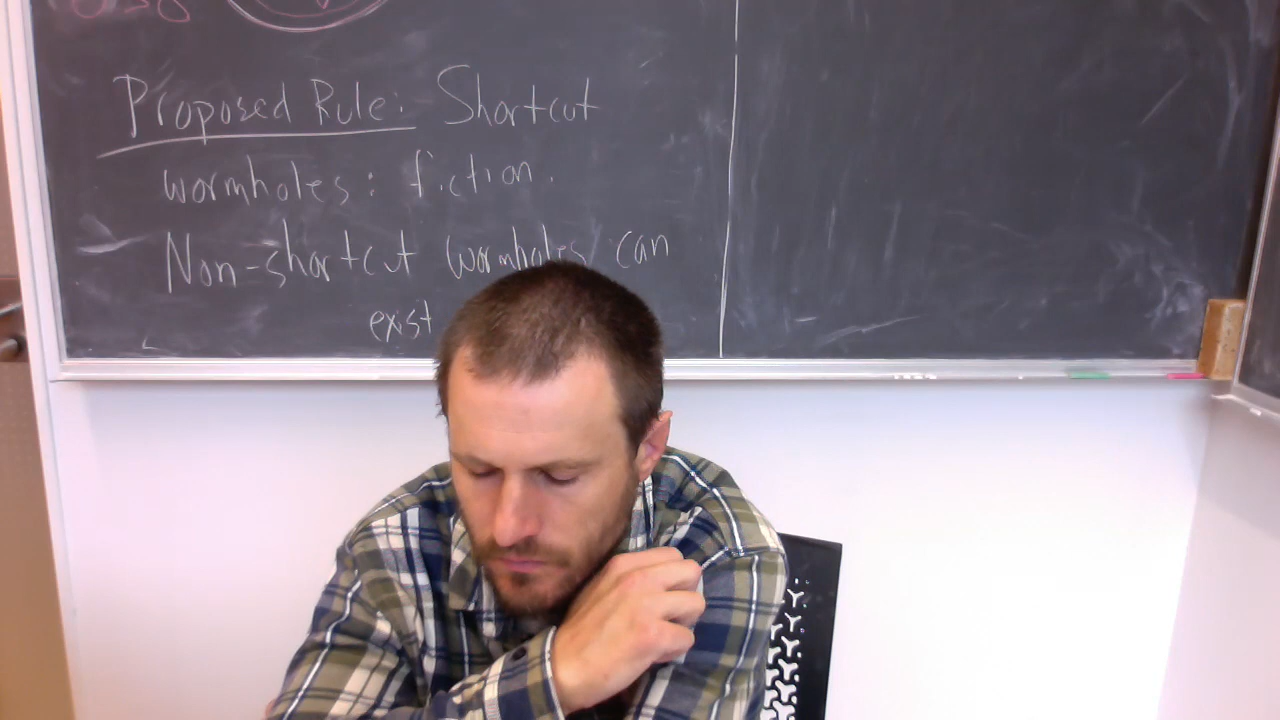 Proposed Rule: Shortcut
wormholes: fiction.
Non-shortcut wormholes can
exist